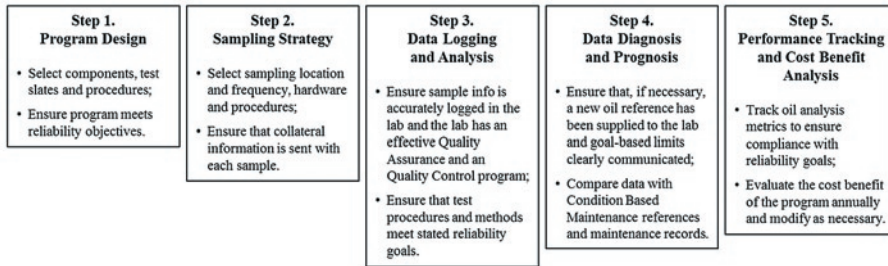 Step 1.
Program Design
• Select components, test
slates and procedures;
• Ensure program meets
reliability objectives.
Step 2.
Sampling Strategy
• Select sampling location
and frequency, hardware
and procedures;
• Ensure that collateral
information is sent with
each sample.
Step 3.
Data Logging
and Analysis
• Ensure sample info is
accurately logged in the
lab and the lab has an
effective Quality
Assurance and an
Quality Control program;
• Ensure that test
procedures and methods
meet stated reliability
goals.
Step 4.
Data Diagnosis
and Prognosis
• Ensure that, if necessary,
a new oil reference has
been supplied to the lab
and goal-based limits
clearly communicated;
• Compare data with
Condition Based
Maintenance references
and maintenance records.
Step 5.
Performance Tracking
and Cost Benefit
Analysis
• Track oil analysis
metrics to ensure
compliance with
reliability goals;
• Evaluate the cost benefit
of the program annually
and modify as necessary.